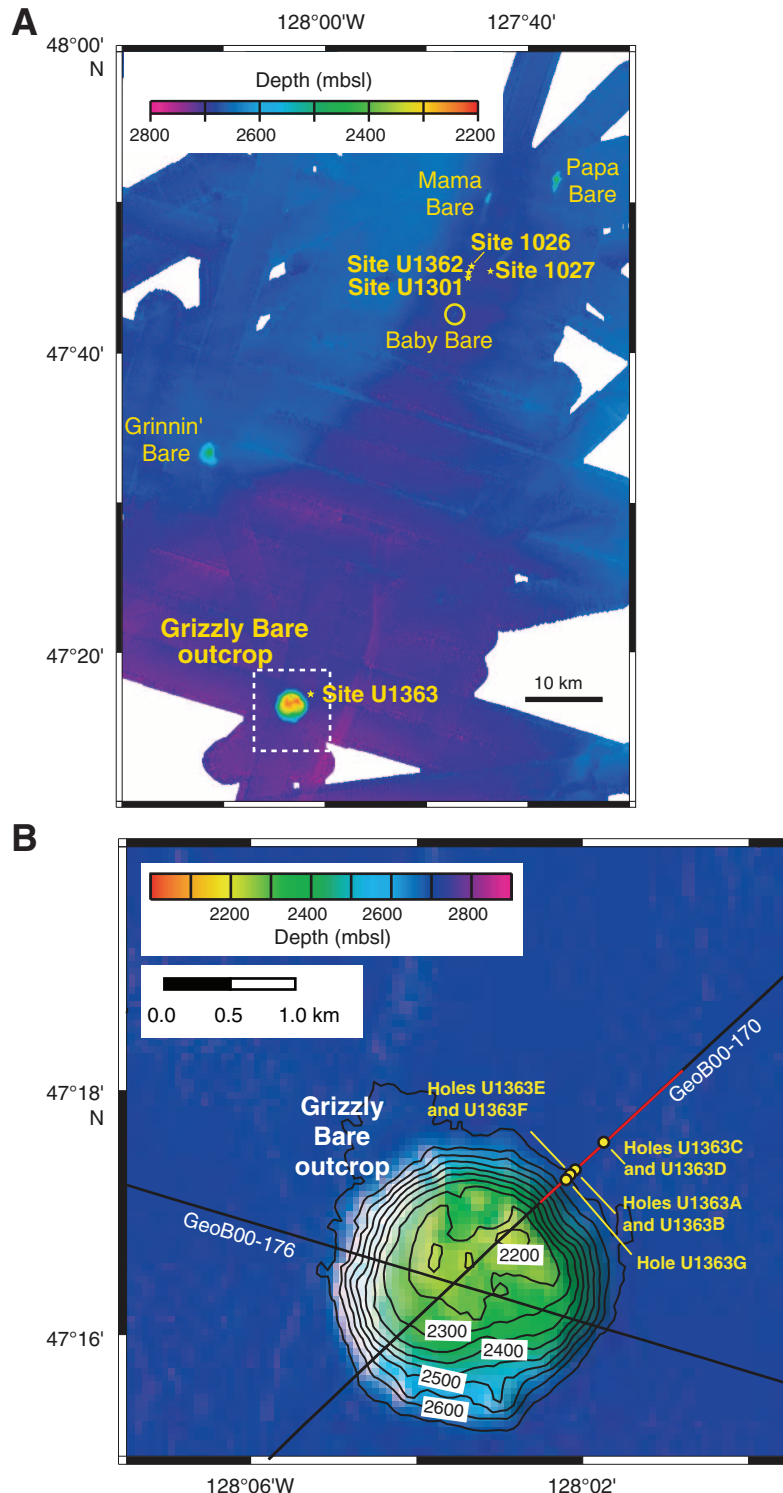 A
128°00'W
127°40'
48°00'
N
Depth (mbsl)
2800
2600
2400
2200
Mama
Bare
Papa
Bare
Site 1026
Site U1362
Site 1027
Site U1301
Baby Bare
47°40'
Grinnin'
Bare
47°20'
Grizzly Bare
outcrop
Site U1363
10 km
B
2200
2400
2600
2800
Depth (mbsl)
0.0
0.5
1.0 km
GeoB00-170
47°18'
N
Holes U1363E
and U1363F
Grizzly
Bare
outcrop
Holes U1363C
and U1363D
Holes U1363A
and U1363B
GeoB00-176
Hole U1363G
2200
47°16'
2300
2400
2500
2600
128°06'W
128°02'